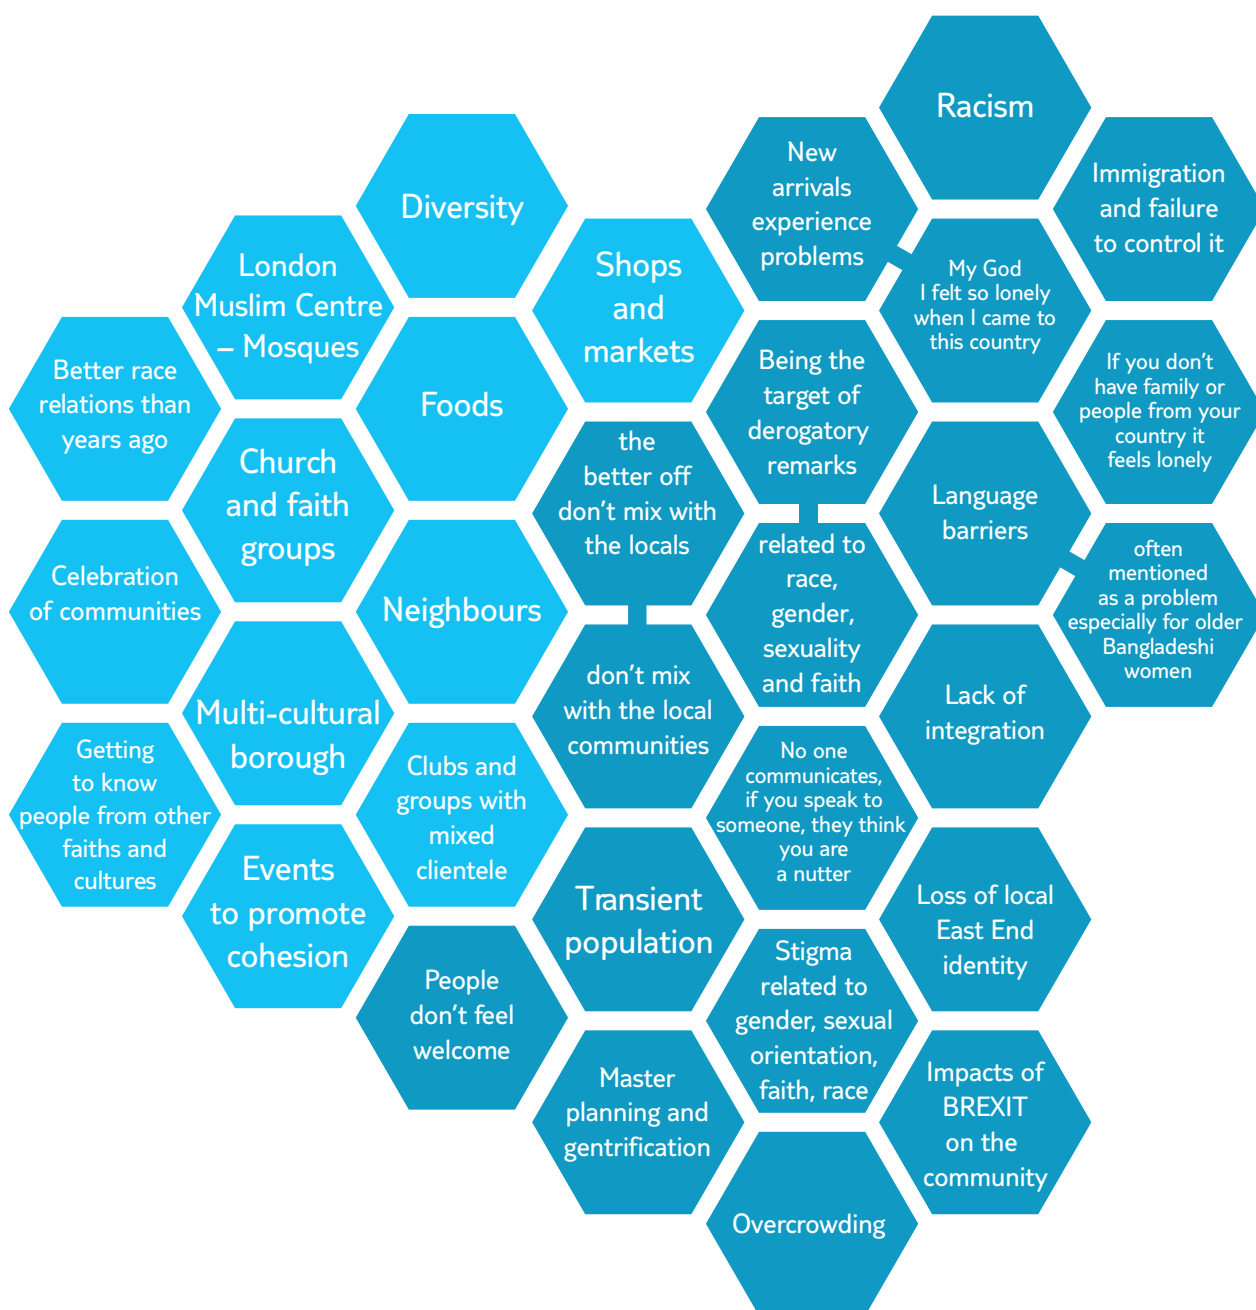 Better race
relations than
years ago
Celebration
of communities
Getting
to know
people from other
faiths and
cultures
London
Muslim Centre
– Mosques
Church
and faith
groups
Multi-cultural
borough
Events
to promote
cohesion
Diversity
Foods
Neighbours
Clubs and
groups with
mixed
clientele
People
don't feel
welcome
Shops
and
markets
the
better off
don't mix with
the locals
don't mix
with the local
communities
Transient
population
Master
planning and
gentrification
New
arrivals
experience
problems
Being the
target of
derogatory
remarks
related to
race,
gender,
sexuality
and faith
No one
communicates,
if you speak to
someone, they think
you are
a nutter
Stigma
related to
gender, sexual
orientation,
faith, race
Overcrowding
Racism
My God
I felt so lonely
when I came to
this country
Language
barriers
Lack of
integration
Loss of local
East End
identity
Impacts of
BREXIT
on the
community
Immigration
and failure
to control it
If you don't
have family or
people from your
country it
feels lonely
often
mentioned
as a problem
especially for older
Bangladeshi
women